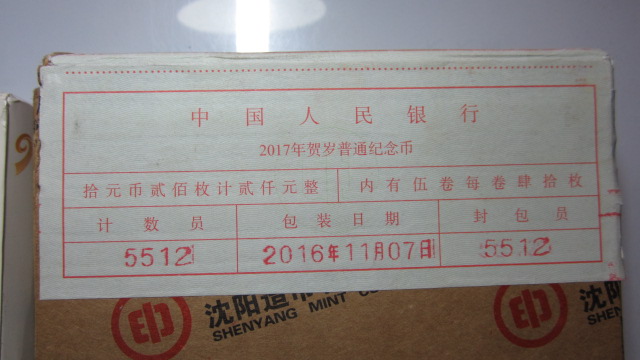 中国人民银行
2017年贺岁普通纪念币
拾元币贰佰枚计贰仟元整 内有伍卷每卷肆拾枚
计数员 包装日期 封包员
5512 2016年11月07日 5512
印 沈阳造币 印 沈
SHENYANG MINT CO SHEN